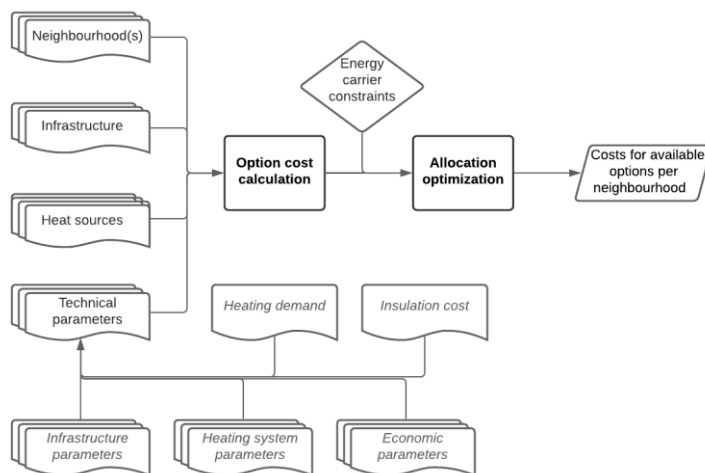 Neighbourhood(s)
Energy
carrier
constraints
Infrastructure
Option cost
calculation
Allocation
optimization
Costs for available
options per
neighbourhood
Heat sources
Technical
parameters
Heating demand
Insulation cost
Infrastructure
parameters
Heating system
parameters
Economic
parameters